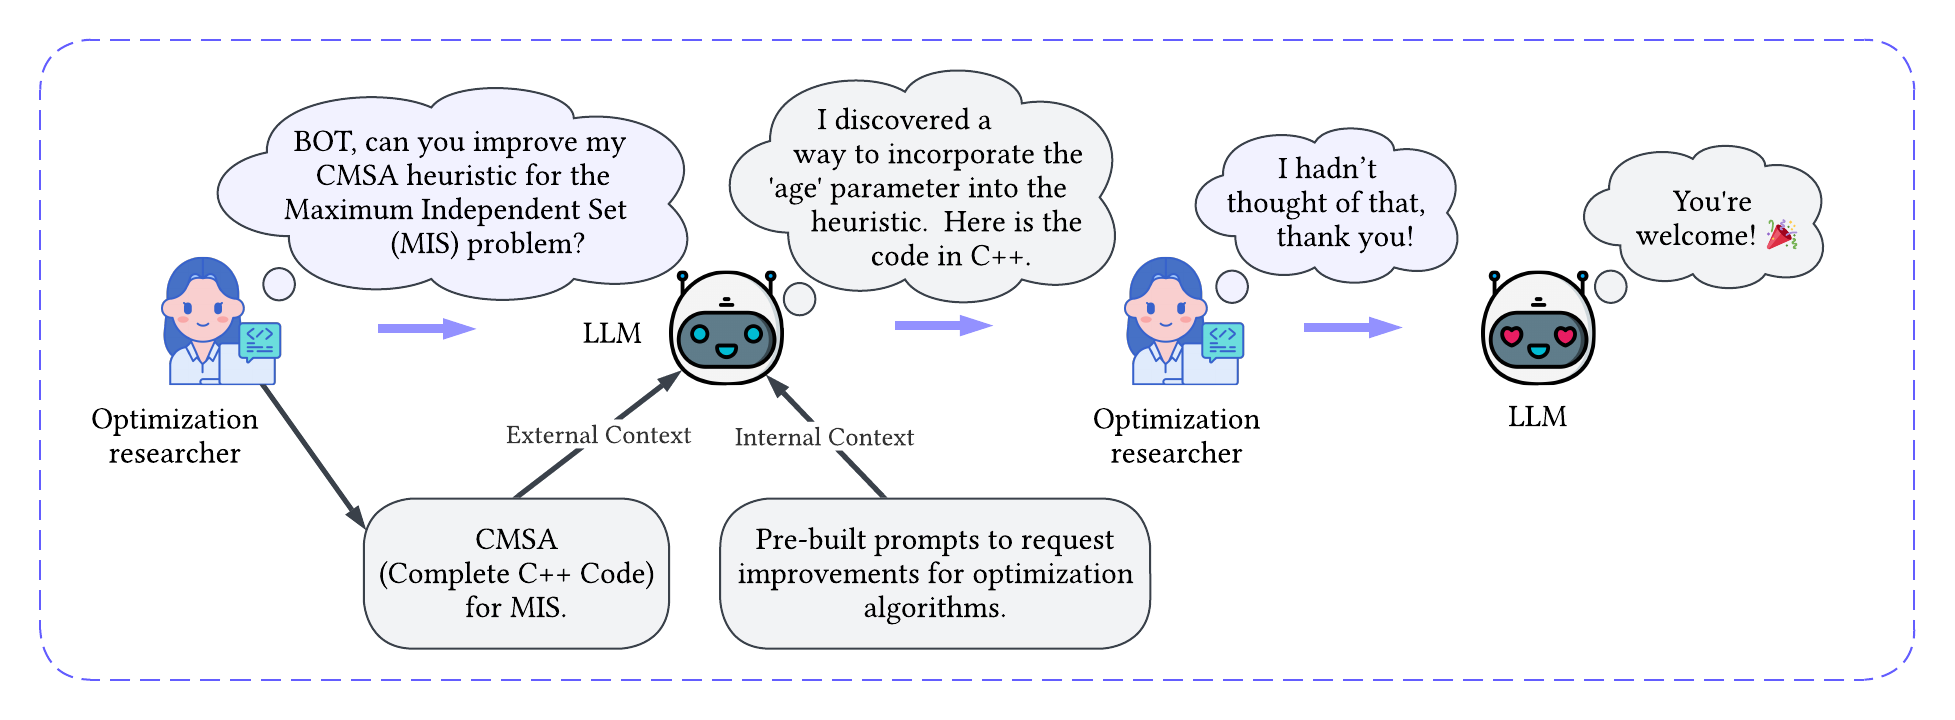 BOT, can you improve my
CMSA heuristic for the
Maximum Independent Set
(MIS) problem?
I discovered a
way to incorporate the
'age' parameter into the
heuristic. Here is the
code in C++.
I hadn’t
thought of that,
thank you!
You're
welcome! 🎉
LLM
Optimization
researcher
External Context
Internal Context
Optimization
researcher
LLM
CMSA
(Complete C++ Code)
for MIS.
Pre-built prompts to request
improvements for optimization
algorithms.